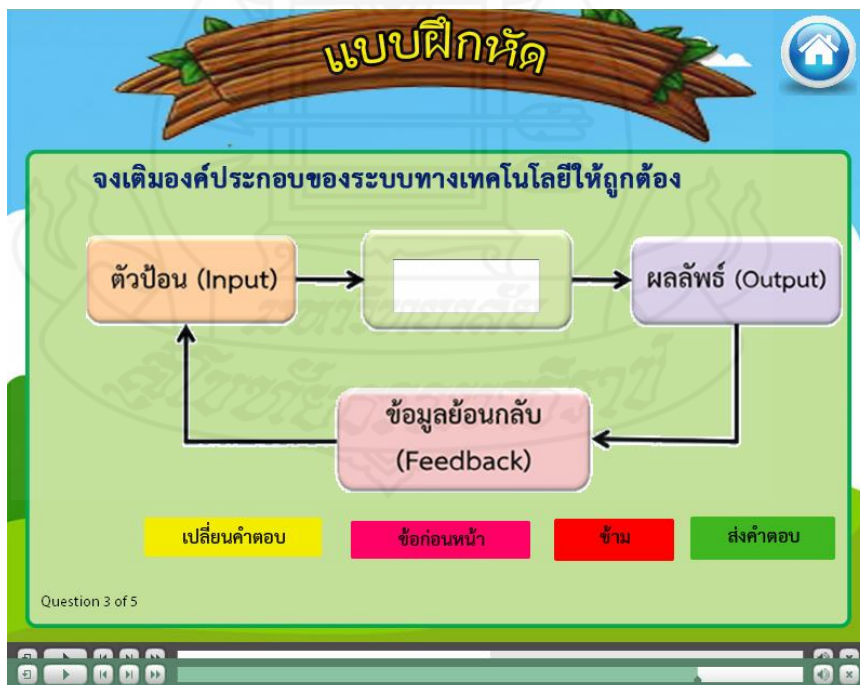 แบบฝึกหัด
จงเติมองค์ประกอบของระบบทางเทคโนโลยีให้ถูกต้อง
ตัวป้อน (Input)
ผลลัพธ์ (Output)
ข้อมูลย้อนกลับ
(Feedback)
เปลี่ยนคำตอบ
ข้อก่อนหน้า
ข้าม
ส่งคำตอบ
Question 3 of 5